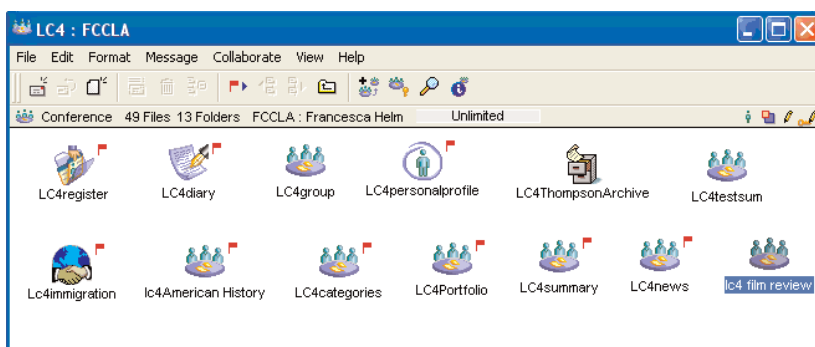 LC4 : FCCLA
File Edit Format Message Collaborate View Help
Conference 49 Files 13 Folders FCCLA : Francesca Helm Unlimited
LC4register LC4diary LC4group LC4personalprofile LC4ThompsonArchive LC4testsum
Lc4immigration lc4American History LC4categories LC4Portfolio LC4summary LC4news lc4 film review